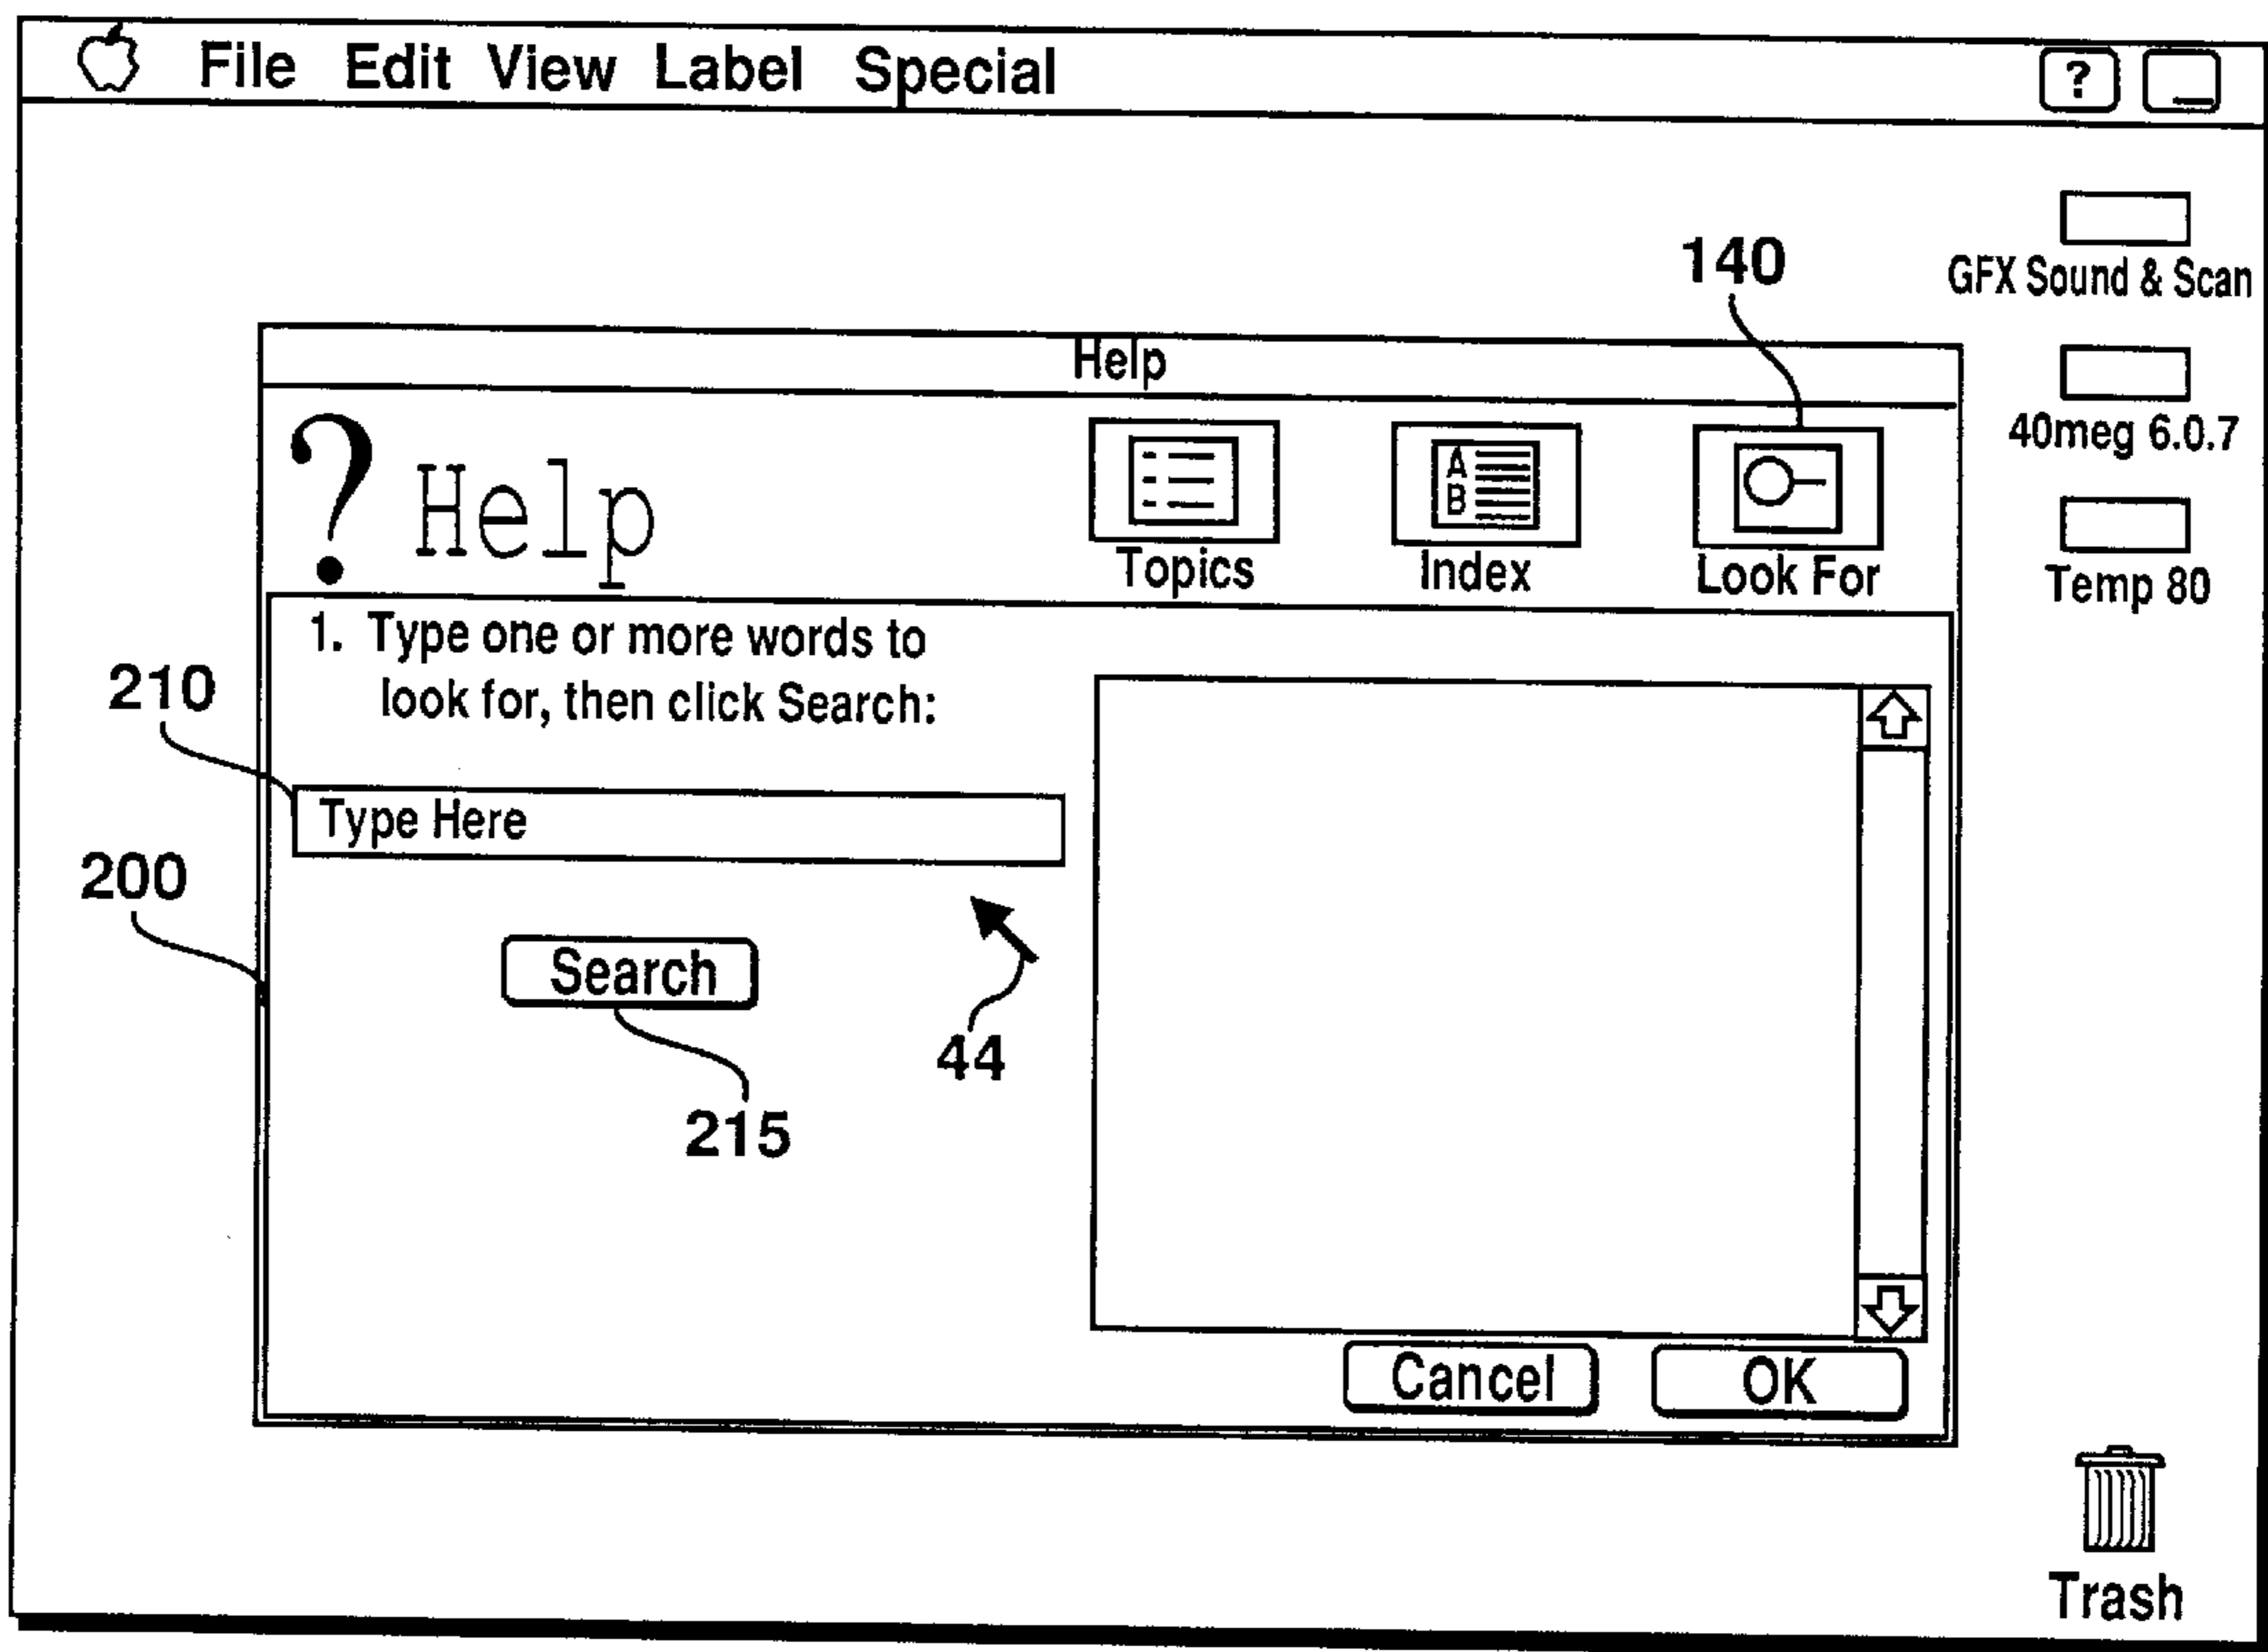 File Edit View Label Special ?
GFX Sound & Scan
140
Help
40meg 6.0.7
? Help
A
B
Topics Index Look For
Temp 80
1. Type one or more words to
look for, then click Search:
210
Type Here
200
Search
44
215
Cancel OK
Trash